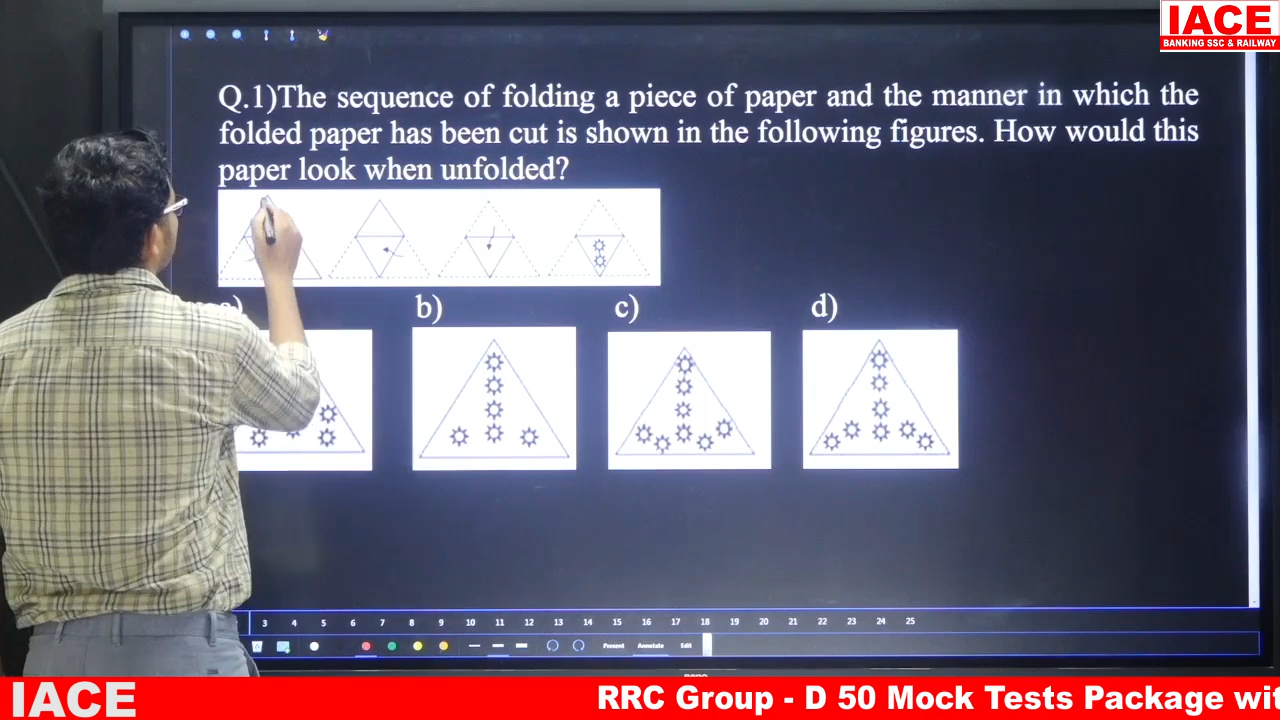 IACE
BANKING SSC & RAILWAY
Q.1)The sequence of folding a piece of paper and the manner in which the
folded paper has been cut is shown in the following figures. How would this
paper look when unfolded?
b)
c)
d)
3 4 5 6 7 8 9 10 11 12 13 14 15 16 17 18 19 20 21 22 23 24 25
Present Annotate Edit
IACE
RRC Group - D 50 Mock Tests Package wit